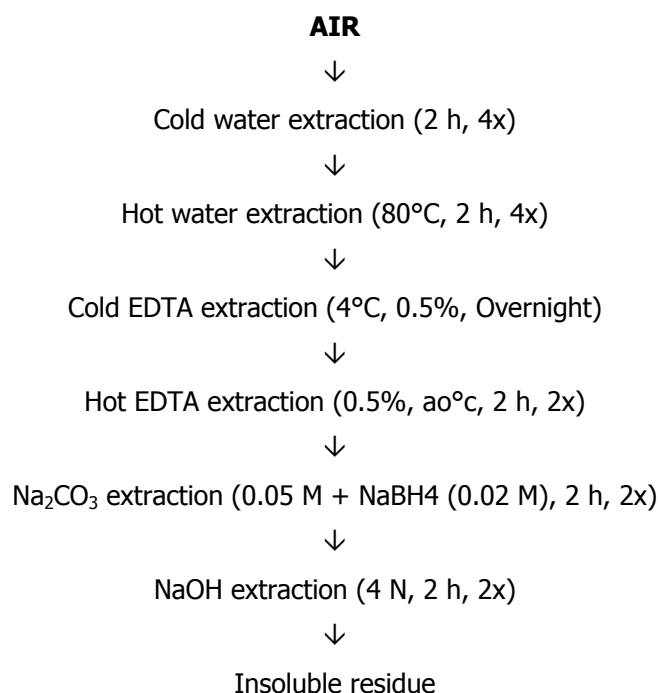 AIR
↓
Cold water extraction (2 h, 4x)
↓
Hot water extraction (80°C, 2 h, 4x)
↓
Cold EDTA extraction (4°C, 0.5%, Overnight)
↓
Hot EDTA extraction (0.5%, ao°c, 2 h, 2x)
↓
Na₂CO₃ extraction (0.05 M + NaBH4 (0.02 M), 2 h, 2x)
↓
NaOH extraction (4 N, 2 h, 2x)
↓
Insoluble residue